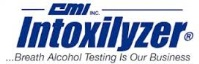 CMI INC.
Intoxilyzer®
...Breath Alcohol Testing Is Our Business